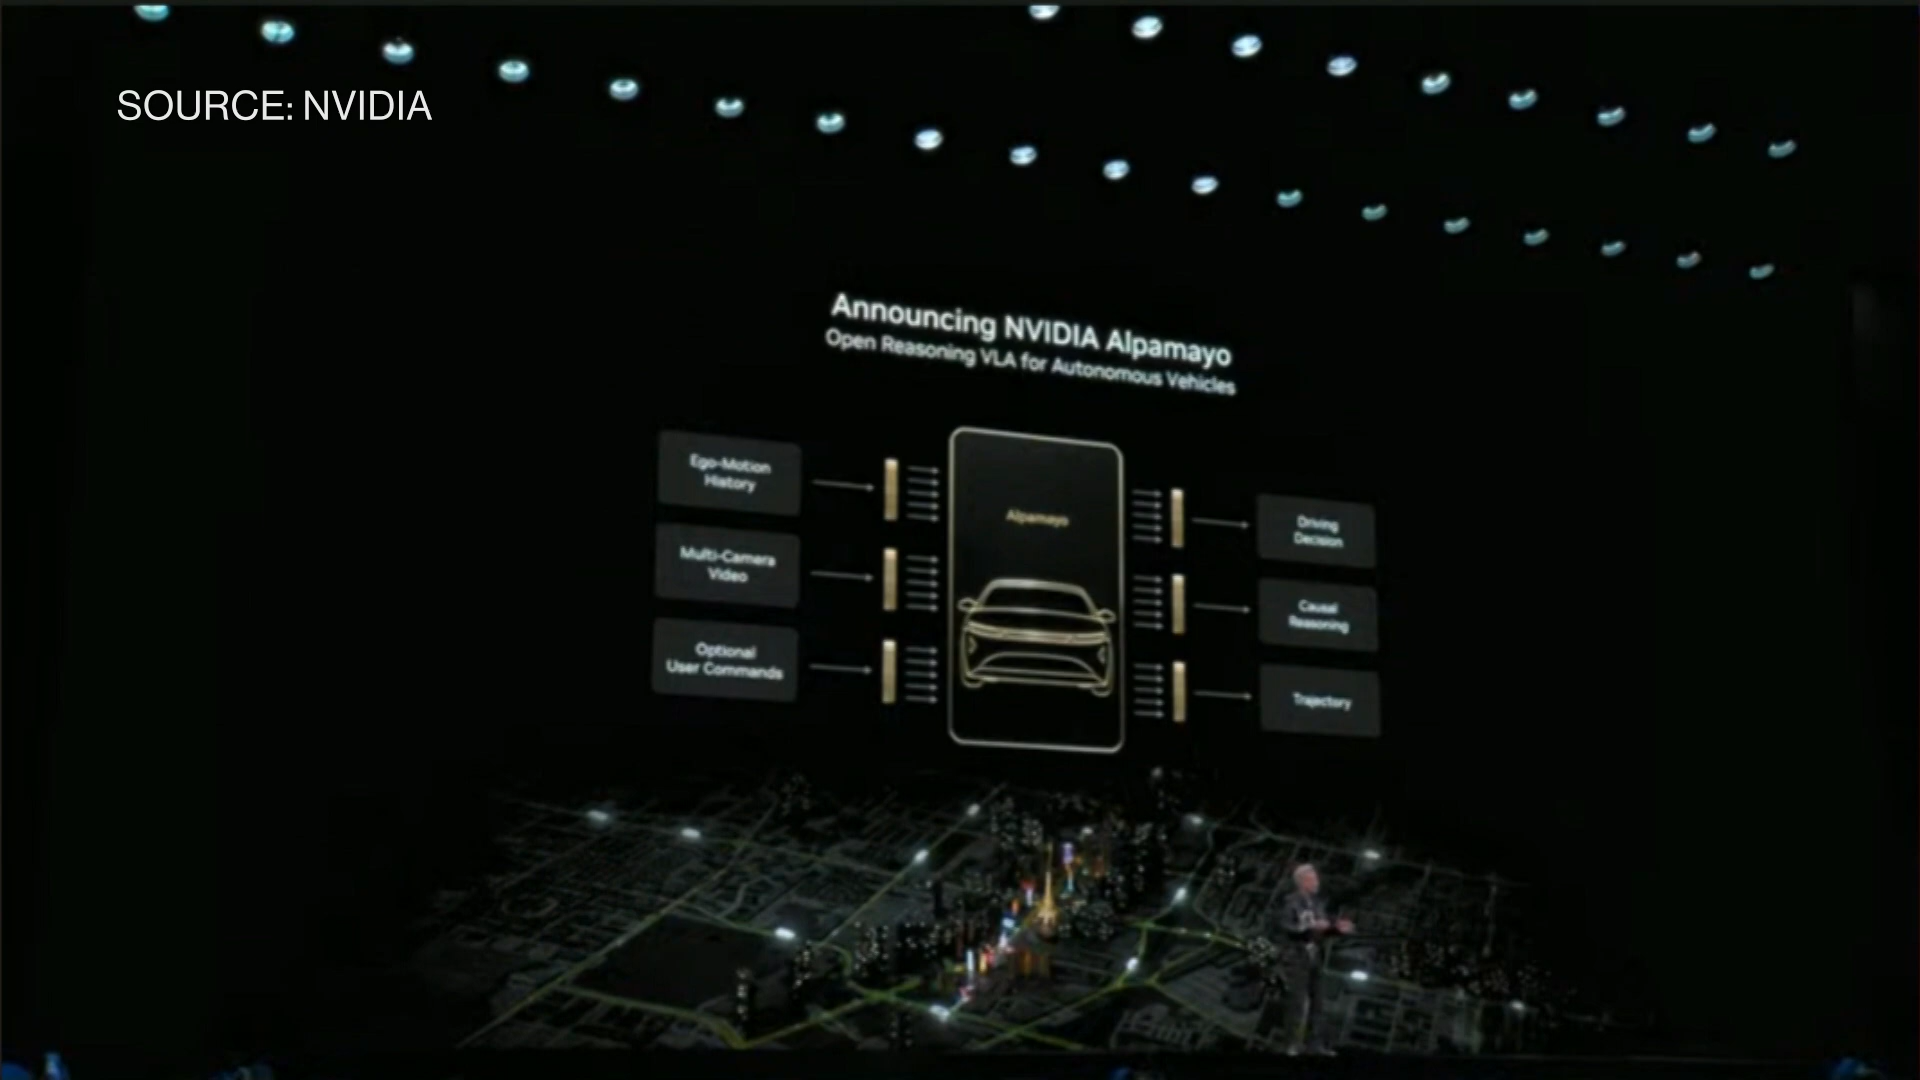 SOURCE: NVIDIA
Announcing NVIDIA Alpamayo
Open Reasoning VLA for Autonomous Vehicles
Ego-Motion
History
Multi-Camera
Video
Optional
User Commands
Alpamayo
Driving
Decision
Causal
Reasoning
Trajectory